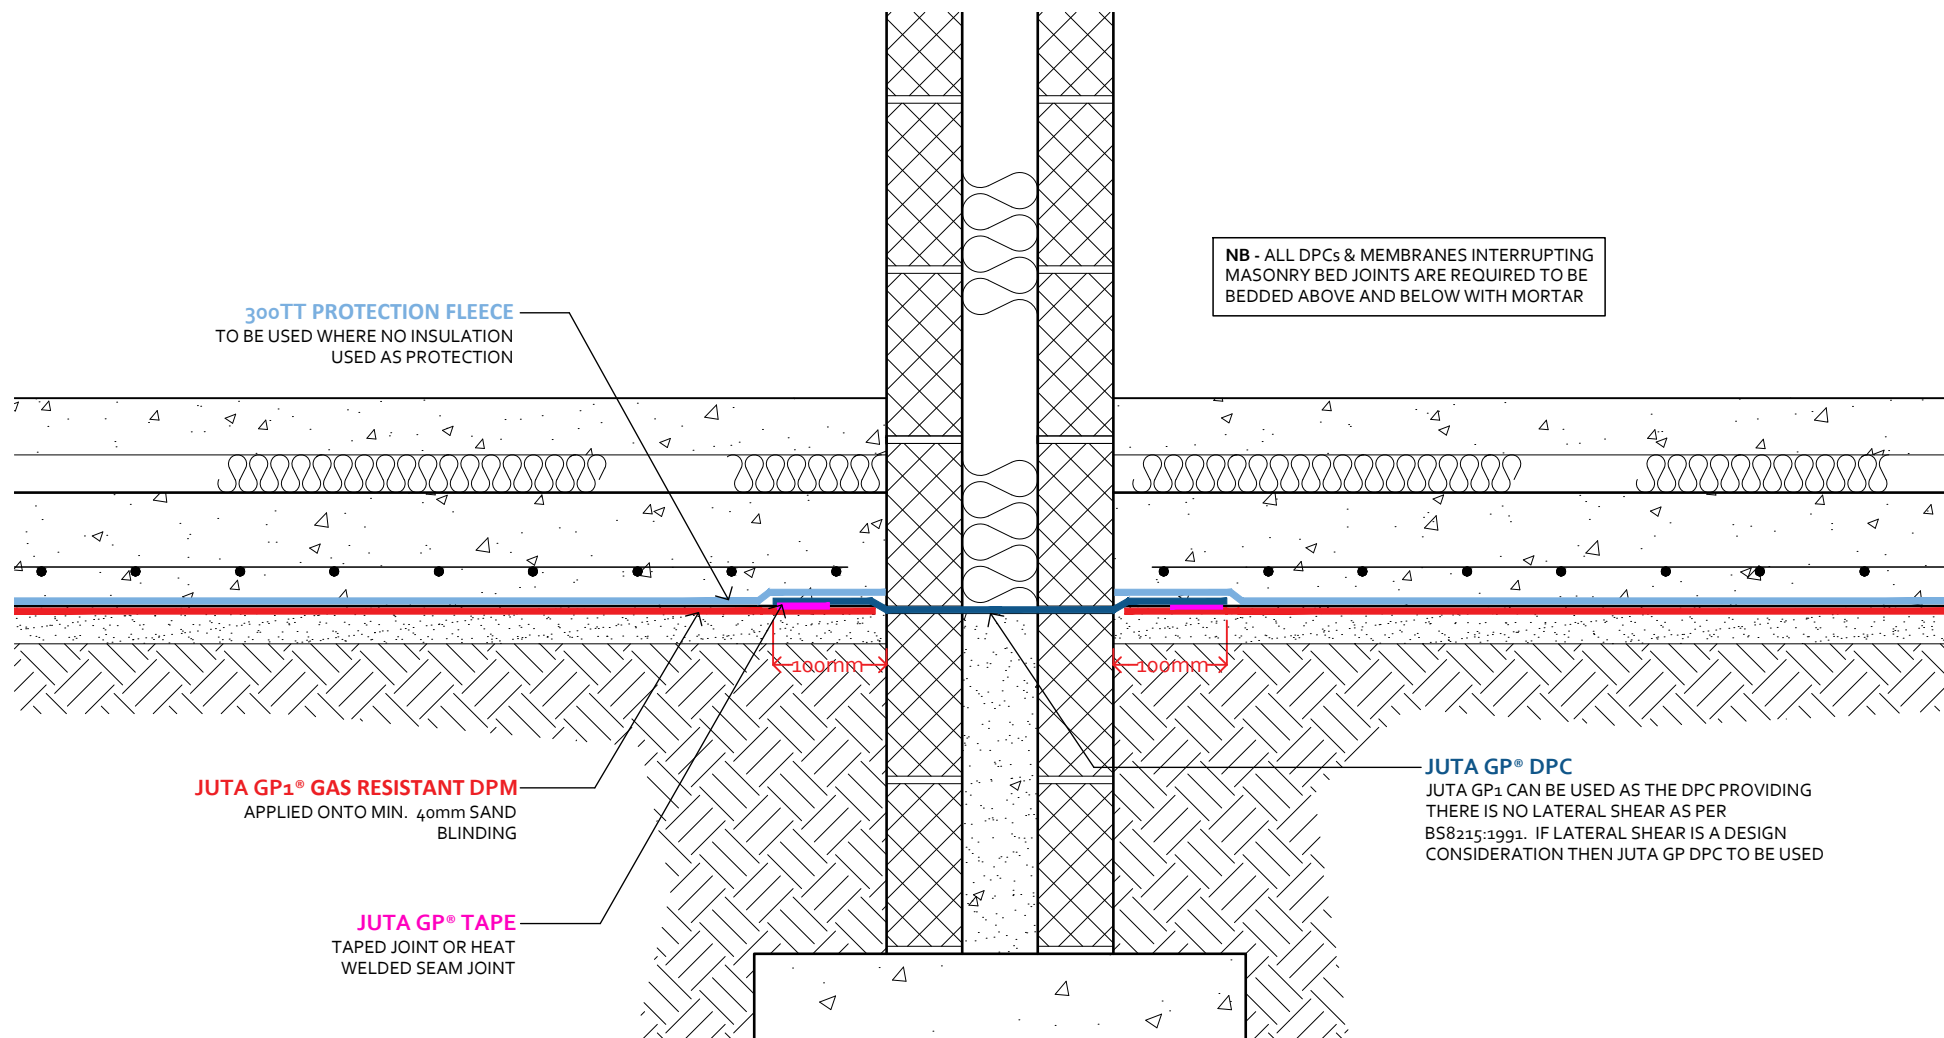 NB - ALL DPCs & MEMBRANES INTERRUPTING
MASONRY BED JOINTS ARE REQUIRED TO BE
BEDDED ABOVE AND BELOW WITH MORTAR
300TT PROTECTION FLEECE
TO BE USED WHERE NO INSULATION
USED AS PROTECTION
100mm
100mm
JUTA GP1® GAS RESISTANT DPM
APPLIED ONTO MIN. 40mm SAND
BLINDING
JUTA GP® DPC
JUTA GP1 CAN BE USED AS THE DPC PROVIDING
THERE IS NO LATERAL SHEAR AS PER
BS8215:1991. IF LATERAL SHEAR IS A DESIGN
CONSIDERATION THEN JUTA GP DPC TO BE USED
JUTA GP® TAPE
TAPED JOINT OR HEAT
WELDED SEAM JOINT